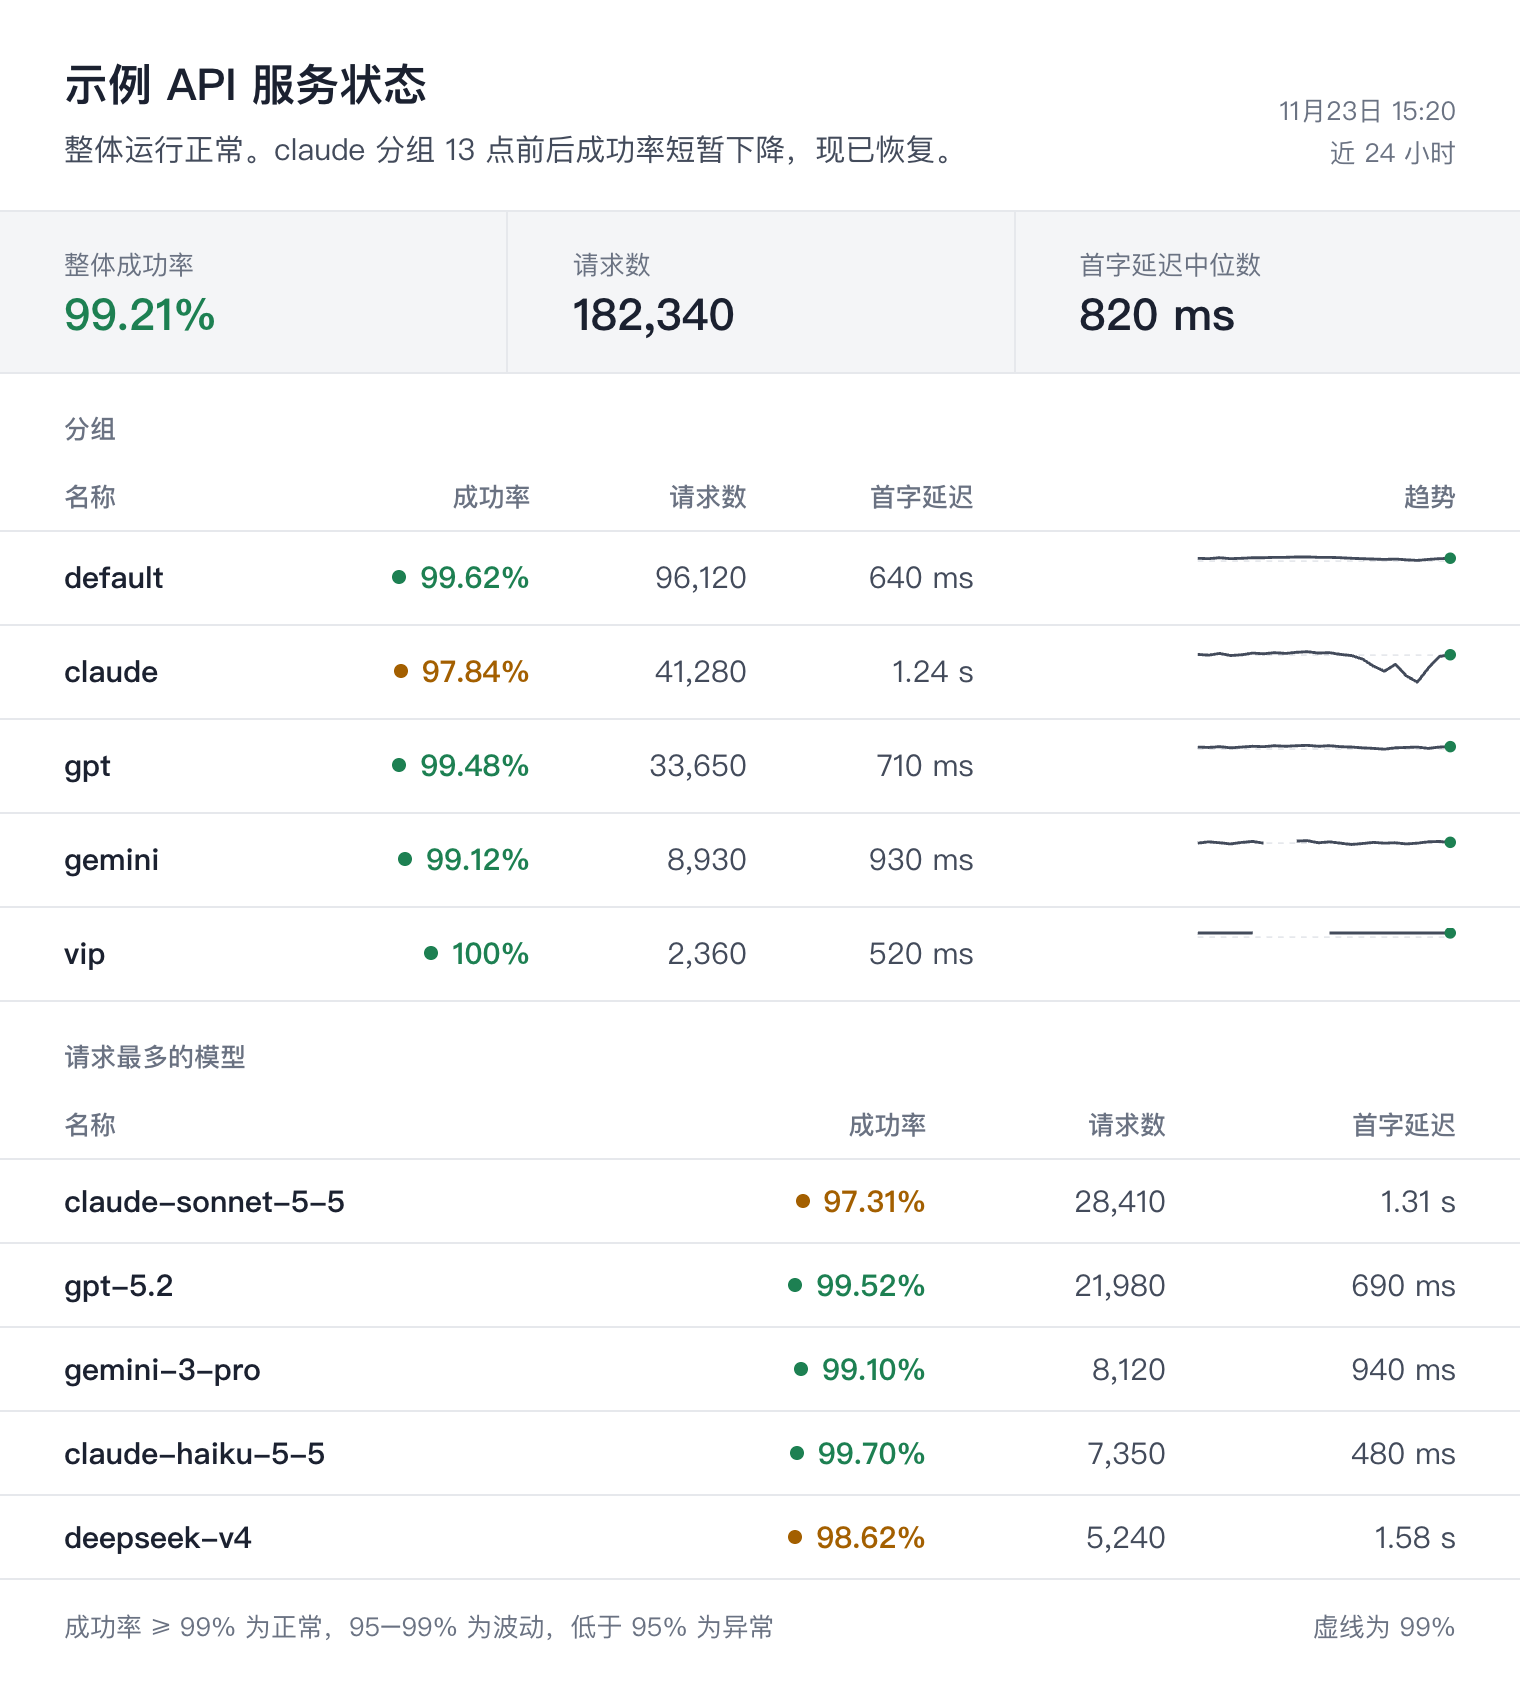 示例 API 服务状态
整体运行正常。claude 分组 13 点前后成功率短暂下降，现已恢复。
11月23日 15:20
近 24 小时
整体成功率 请求数 首字延迟中位数
99.21% 182,340 820 ms
分组
名称 成功率 请求数 首字延迟 趋势
default 99.62% 96,120 640 ms
claude 97.84% 41,280 1.24 s
gpt 99.48% 33,650 710 ms
gemini 99.12% 8,930 930 ms
vip 100% 2,360 520 ms
请求最多的模型
名称 成功率 请求数 首字延迟
claude-sonnet-5-5 97.31% 28,410 1.31 s
gpt-5.2 99.52% 21,980 690 ms
gemini-3-pro 99.10% 8,120 940 ms
claude-haiku-5-5 99.70% 7,350 480 ms
deepseek-v4 98.62% 5,240 1.58 s
成功率 ≥ 99% 为正常，95–99% 为波动，低于 95% 为异常 虚线为 99%